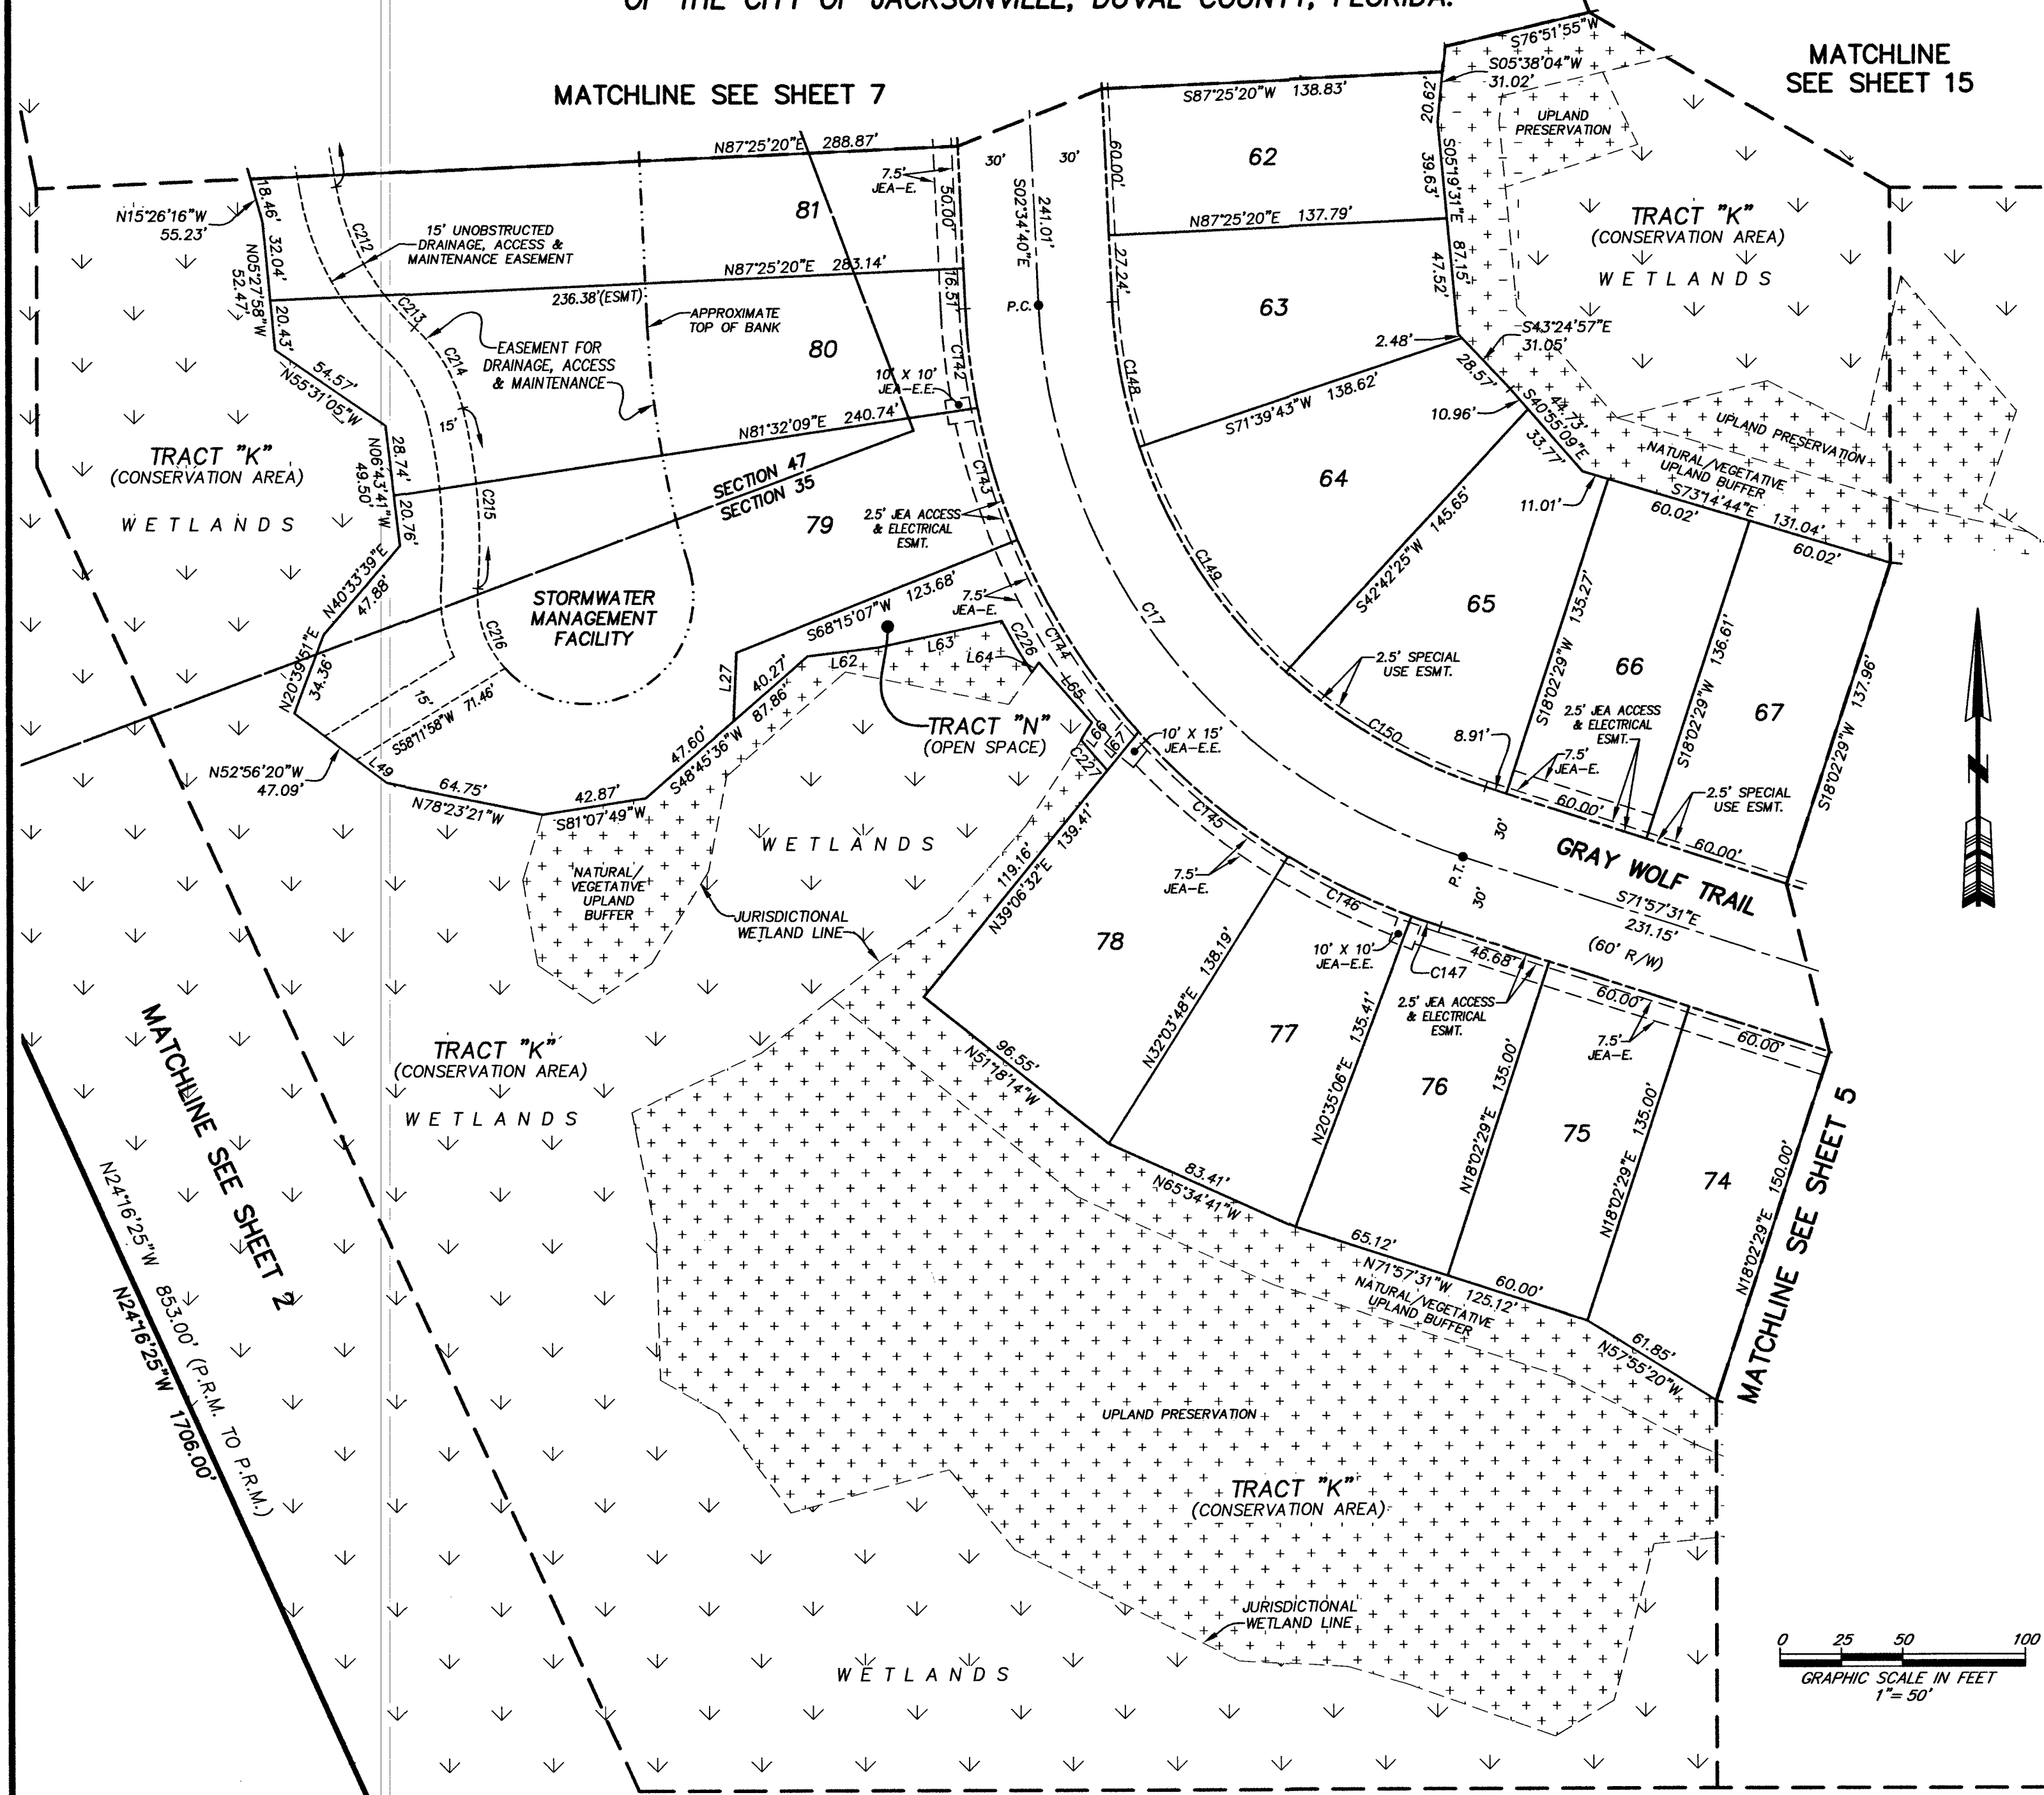 OF THE CITY OF JACKSONVILLE, DUVAL COUNTY, FLORIDA.
MATCHLINE SEE SHEET 7
MATCHLINE
SEE SHEET 15
S76°51'55"W
S05°38'04"W
31.02'
20.62'
S87°25'20"W 138.83'
UPLAND
PRESERVATION
N87°25'20"E 288.87'
7.5'
JEA-E.
50.00'
30'
30'
60.00'
62
S05°19'31"E 87.15'
39.63'
47.52'
S02°34'40"E
241.01'
18.46'
N15°26'16"W
55.23'
C212
81
15' UNOBSTRUCTED
DRAINAGE, ACCESS &
MAINTENANCE EASEMENT
32.04'
N05°27'58"W
52.47'
20.43'
N87°25'20"E 137.79'
TRACT "K"
(CONSERVATION AREA)
WETLANDS
N87°25'20"E 283.14'
236.38'(ESMT)
16.51'
27.24'
P.C.
63
C213
APPROXIMATE
TOP OF BANK
80
EASEMENT FOR
DRAINAGE, ACCESS
& MAINTENANCE
C214
C142
10' X 10'
JEA-E.E.
C148
2.48'
S43°24'57"E
31.05'
28.57'
S71°39'43"W 138.62'
10.96'
S40°55'09"E
44.73'
33.77'
54.57'
N55°31'05"W
15'
N81°32'09"E 240.74'
UPLAND PRESERVATION
NATURAL/VEGETATIVE
UPLAND BUFFER
S73°14'44"E 131.04'
60.02'
60.02'
11.01'
TRACT "K"
(CONSERVATION AREA)
WETLANDS
28.74'
N06°43'41"W
49.50'
20.76'
SECTION 47
SECTION 35
C143
C215
64
79
2.5' JEA ACCESS
& ELECTRICAL
ESMT.
S42°42'25"W 145.65'
C149
N40°33'39"E
47.88'
STORMWATER
MANAGEMENT
FACILITY
S68°15'07"W 123.68'
7.5'
JEA-E.
C17
65
S18°02'29"W 135.27'
66
S18°02'29"W 136.61'
67
S18°02'29"W 137.96'
N20°39'51"E
34.36'
C216
L27
40.27'
L62
L63
L64
C226
C144
L65
L66
L67
C227
2.5' SPECIAL
USE ESMT.
15'
S58°11'58"W 71.46'
87.86'
47.60'
S48°45'36"W
TRACT "N"
(OPEN SPACE)
10' X 15'
JEA-E.E.
C150
8.91'
2.5' JEA ACCESS
& ELECTRICAL
ESMT.
7.5'
JEA-E.
2.5' SPECIAL
USE ESMT.
60.00'
60.00'
N
N52°56'20"W
47.09'
L49
64.75'
N78°23'21"W
42.87'
S81°07'49"W
WETLANDS
C145
7.5'
JEA-E.
30'
P.T.
30'
GRAY WOLF TRAIL
S71°57'31"E
231.15'
(60' R/W)
NATURAL/
VEGETATIVE
UPLAND
BUFFER
JURISDICTIONAL
WETLAND LINE
119.16'
N39°06'32"E 139.41'
78
C146
10' X 10'
JEA-E.E.
C147
46.68'
2.5' JEA ACCESS
& ELECTRICAL
ESMT.
60.00'
7.5'
JEA-E.
60.00'
N32°03'48"E 138.19'
77
N20°35'06"E 135.41'
76
N18°02'29"E 135.00'
75
N18°02'29"E 135.00'
74
N18°02'29"E 150.00'
96.55'
N51°18'14"W
83.41'
N65°34'41"W
65.12'
N71°57'31"W 125.12'
60.00'
NATURAL/VEGETATIVE
UPLAND BUFFER
61.85'
N57°55'20"W
MATCHLINE SEE SHEET 5
TRACT "K"
(CONSERVATION AREA)
WETLANDS
MATCHLINE SEE SHEET 2
N24°16'25"W 853.00' (P.R.M. TO P.R.M.)
N24°16'25"W 1706.00'
UPLAND PRESERVATION
TRACT "K"
(CONSERVATION AREA)
JURISDICTIONAL
WETLAND LINE
WETLANDS
0 25 50 100
GRAPHIC SCALE IN FEET
1"= 50'